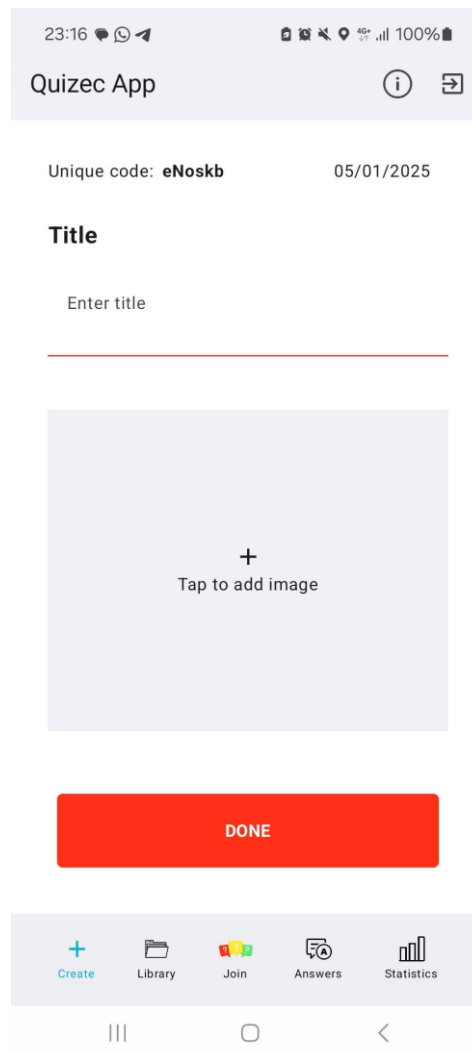 23:16 4G+ 100%
Quizec App
Unique code: eNoskb 05/01/2025
Title
Enter title
+
Tap to add image
DONE
Create Library Join Answers Statistics